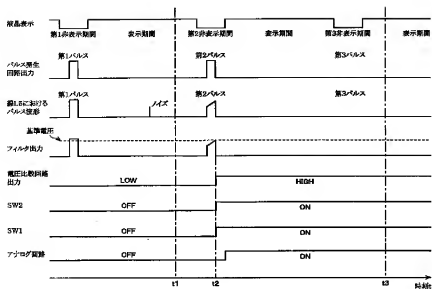 液晶表示
第1非表示期間 表示期間 第2非表示期間 表示期間 第3非表示期間 表示期間
パルス発生
回路出力
第1パルス 第2パルス 第3パルス
線L5における
パルス波形
第1パルス ノイズ 第2パルス 第3パルス
基準電圧
フィルタ出力
電圧比較回路
出力
LOW HIGH
SW2 OFF ON
SW1 OFF ON
アナログ回路 OFF ON
t1 t2 t3 時刻t